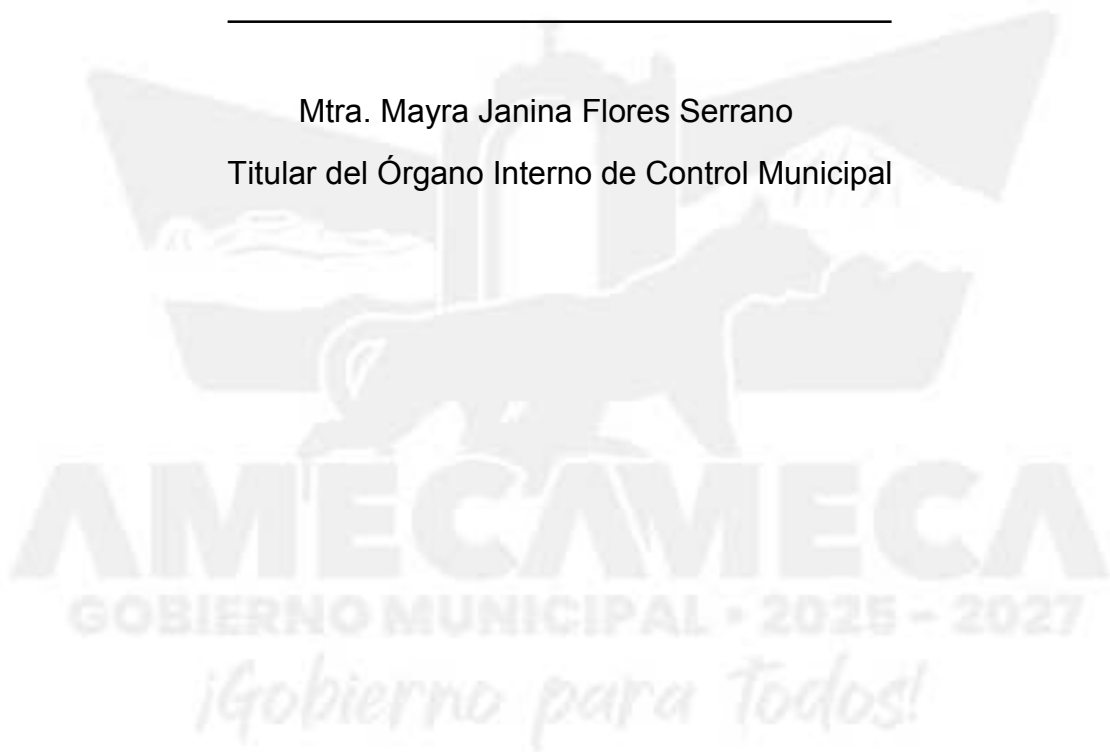 Mtra. Mayra Janina Flores Serrano
Titular del Órgano Interno de Control Municipal
AMECAMECA
GOBIERNO MUNICIPAL • 2025 - 2027
¡Gobierno para Todos!